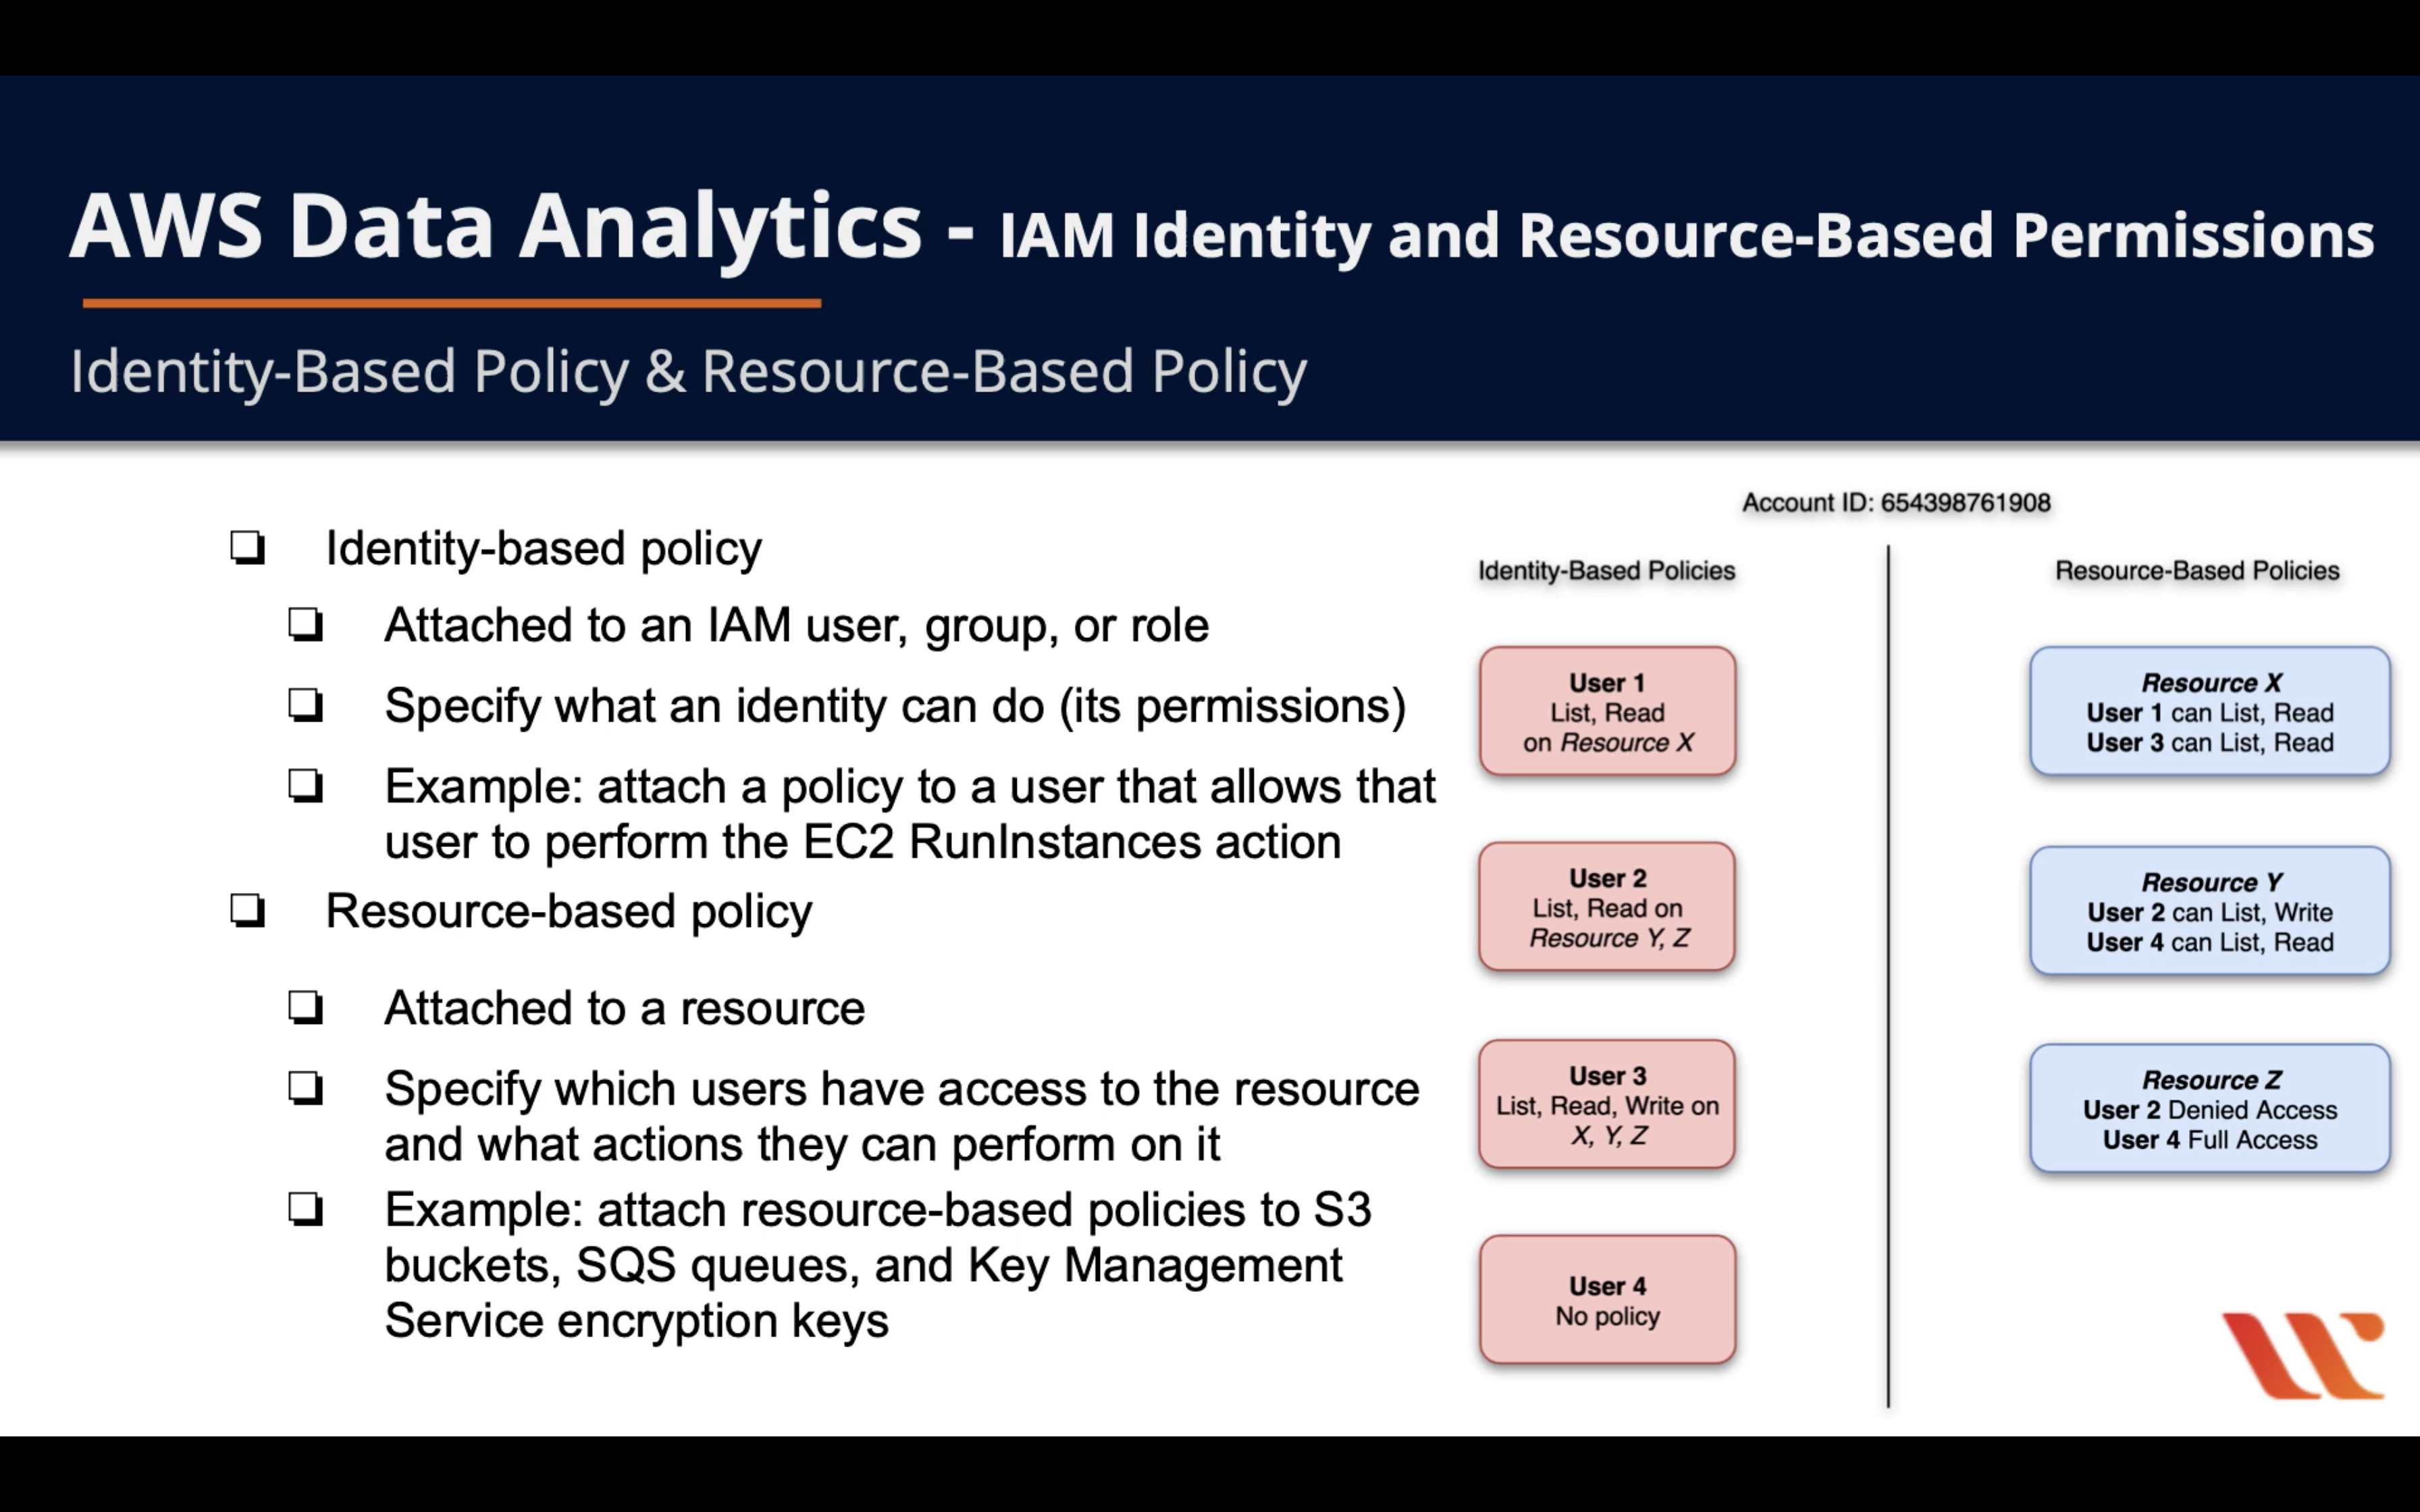 AWS Data Analytics - IAM Identity and Resource-Based Permissions
Identity-Based Policy & Resource-Based Policy
❏ Identity-based policy
❏ Attached to an IAM user, group, or role
❏ Specify what an identity can do (its permissions)
❏ Example: attach a policy to a user that allows that
user to perform the EC2 RunInstances action
❏ Resource-based policy
❏ Attached to a resource
❏ Specify which users have access to the resource
and what actions they can perform on it
❏ Example: attach resource-based policies to S3
buckets, SQS queues, and Key Management
Service encryption keys
Account ID: 654398761908
Identity-Based Policies
User 1
List, Read
on Resource X
User 2
List, Read on
Resource Y, Z
User 3
List, Read, Write on
X, Y, Z
User 4
No policy
Resource-Based Policies
Resource X
User 1 can List, Read
User 3 can List, Read
Resource Y
User 2 can List, Write
User 4 can List, Read
Resource Z
User 2 Denied Access
User 4 Full Access